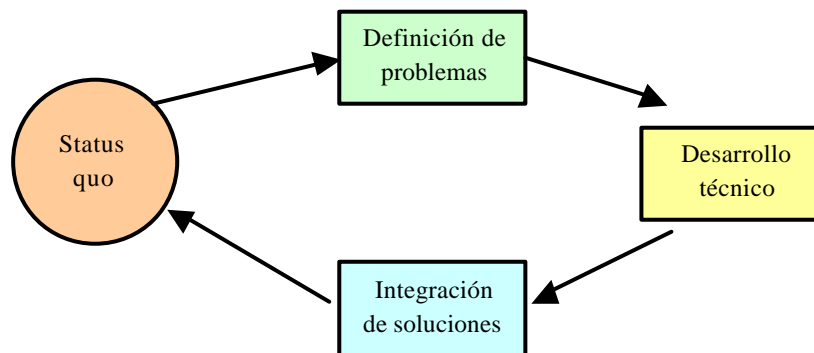 Definición de
problemas
Status
quo
Desarrollo
técnico
Integración
de soluciones